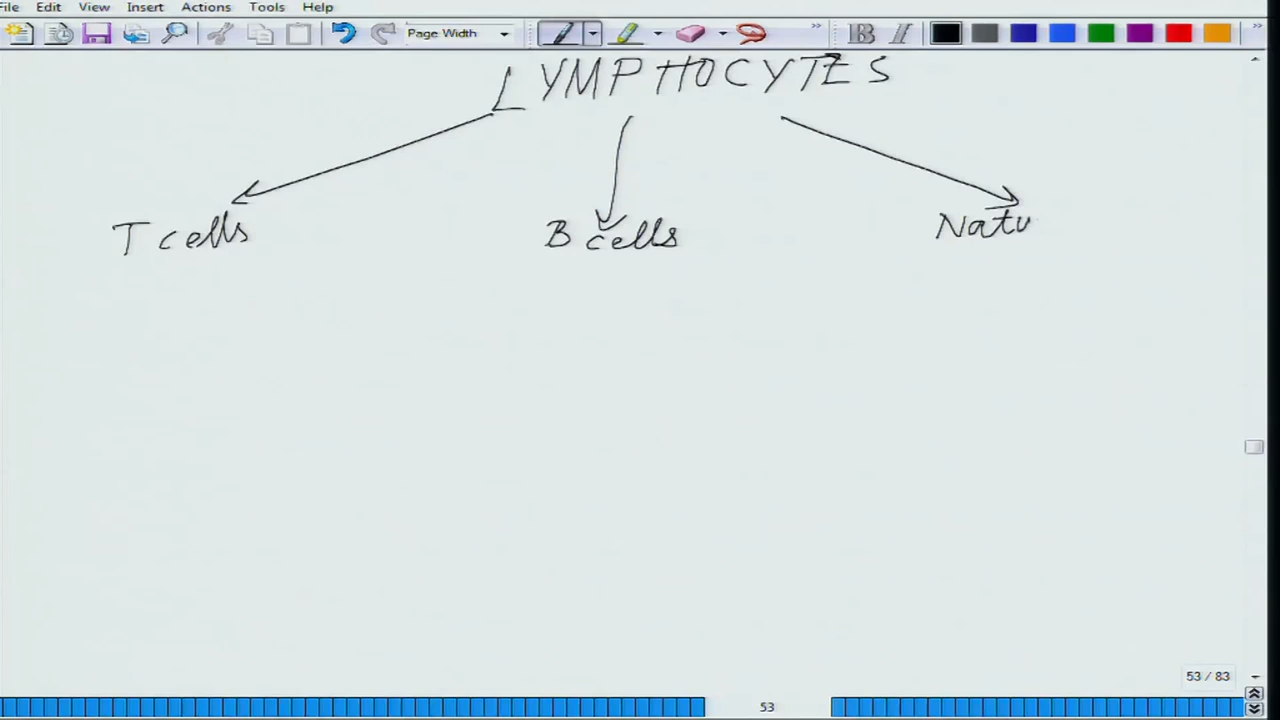 File Edit View Insert Actions Tools Help
Page Width B I
LYMPHOCYTES
T cells B cells Natu
53 / 83
53